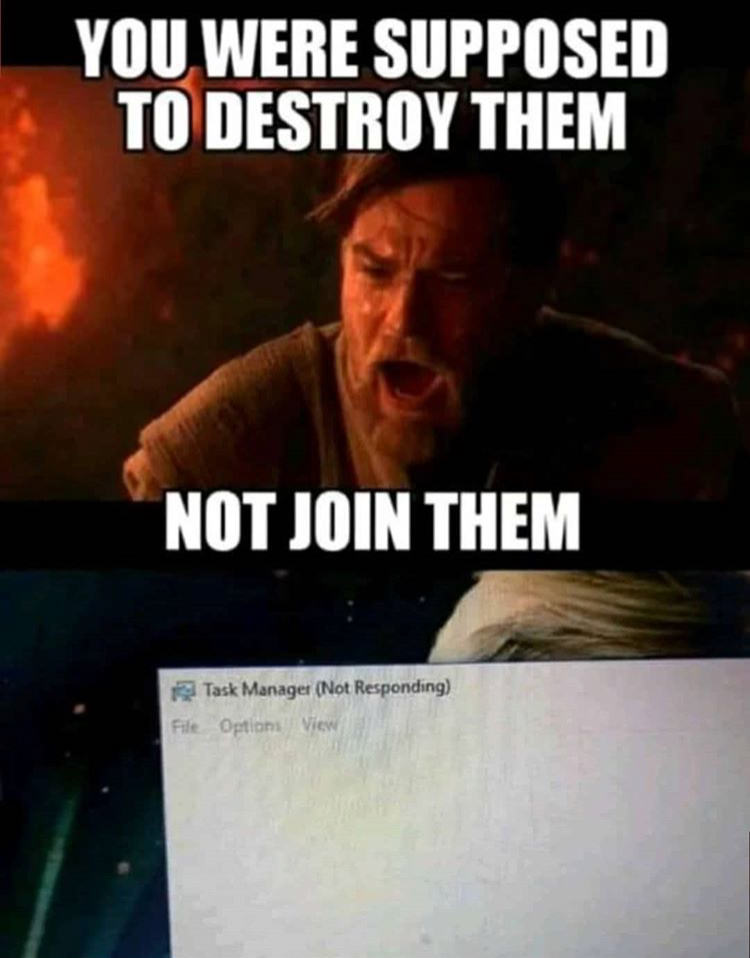 YOU WERE SUPPOSED
TO DESTROY THEM
NOT JOIN THEM
Task Manager (Not Responding)
File Options View